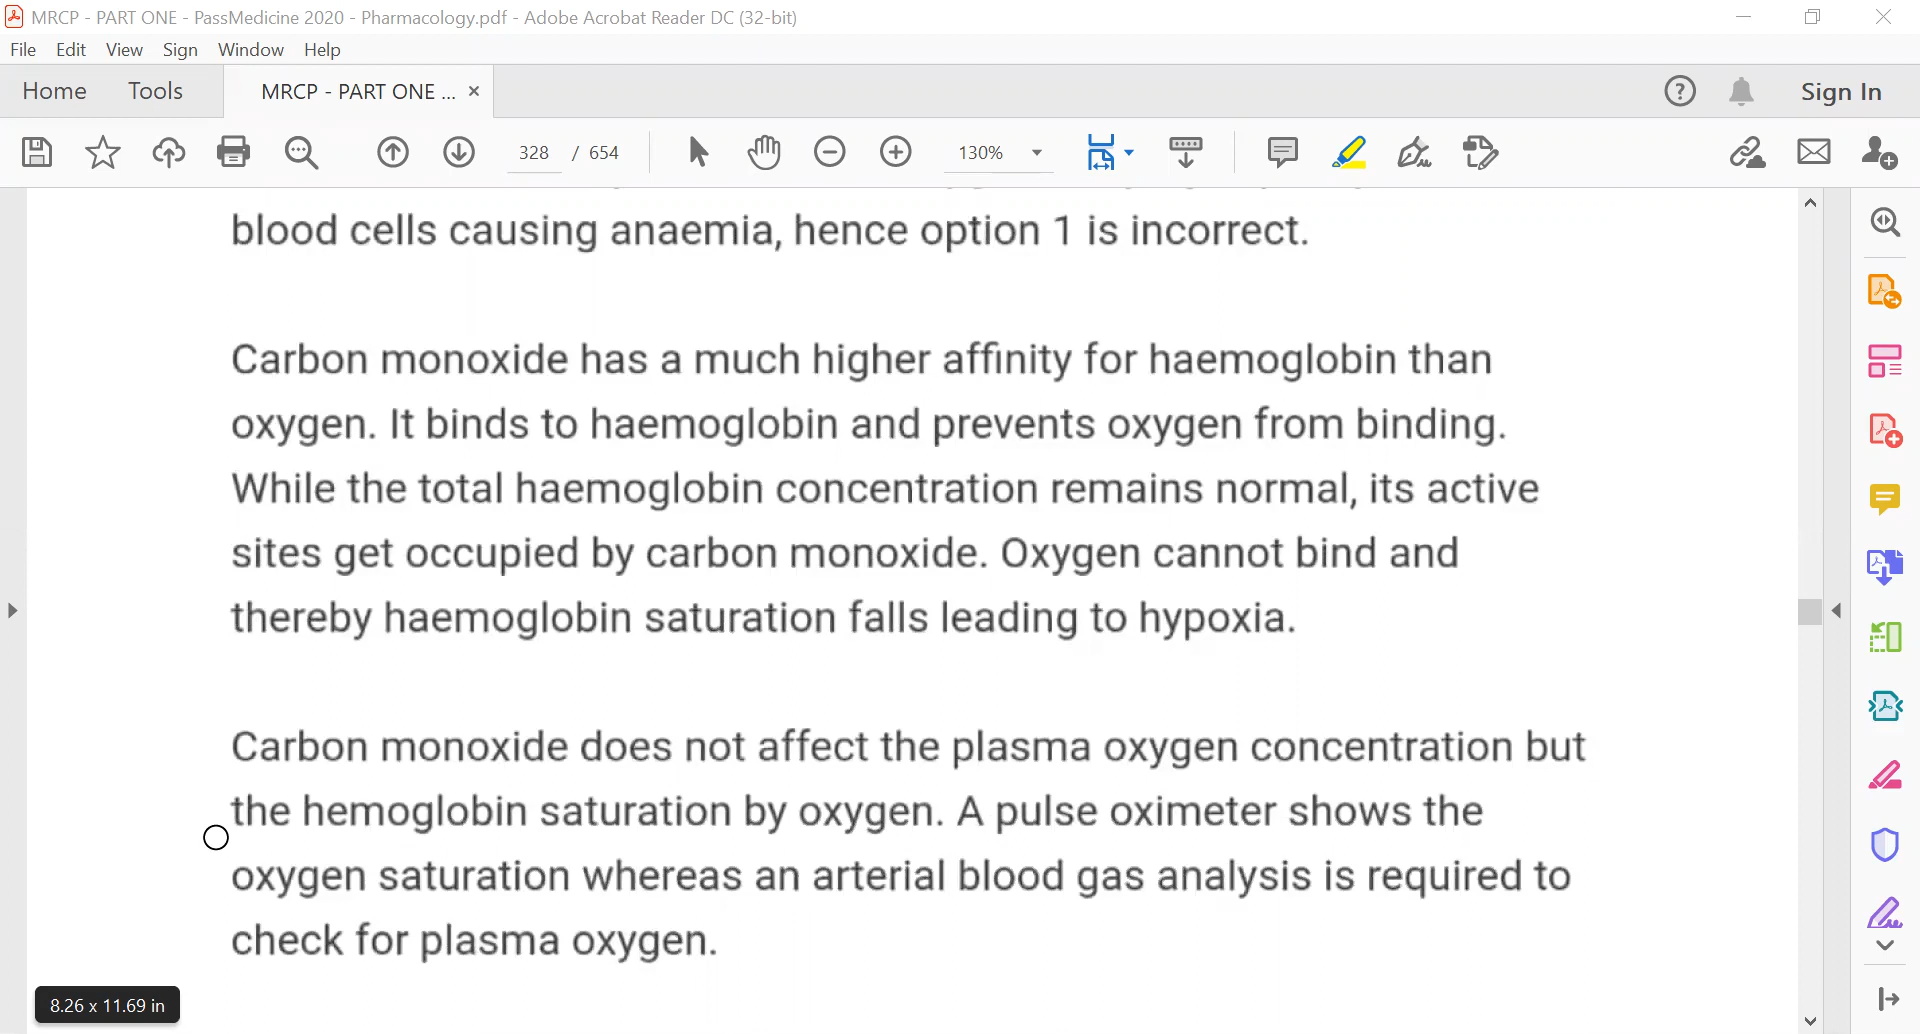 MRCP - PART ONE - PassMedicine 2020 - Pharmacology.pdf - Adobe Acrobat Reader DC (32-bit)
File Edit View Sign Window Help
Home Tools MRCP - PART ONE ... × Sign In
328 / 654 130%
blood cells causing anaemia, hence option 1 is incorrect.
Carbon monoxide has a much higher affinity for haemoglobin than
oxygen. It binds to haemoglobin and prevents oxygen from binding.
While the total haemoglobin concentration remains normal, its active
sites get occupied by carbon monoxide. Oxygen cannot bind and
thereby haemoglobin saturation falls leading to hypoxia.
Carbon monoxide does not affect the plasma oxygen concentration but
the hemoglobin saturation by oxygen. A pulse oximeter shows the
oxygen saturation whereas an arterial blood gas analysis is required to
check for plasma oxygen.
8.26 x 11.69 in